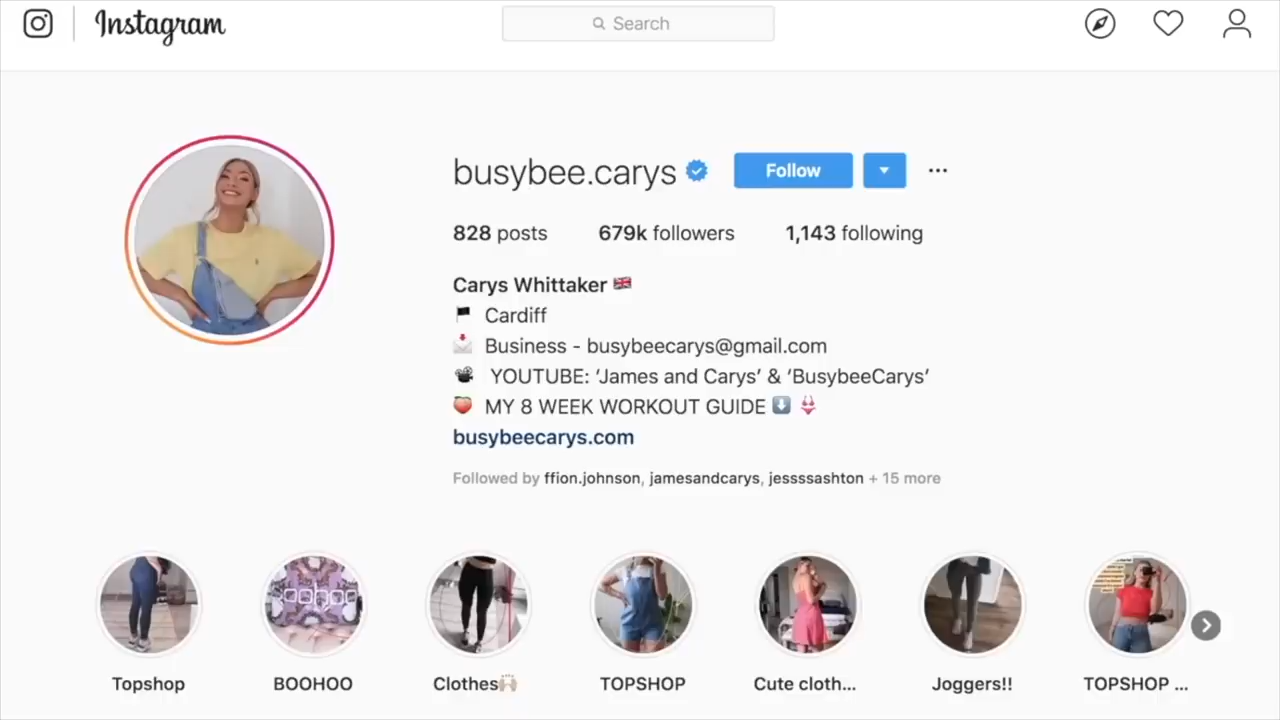 Instagram
Search
busybee.carys
Follow
828 posts 679k followers 1,143 following
Carys Whittaker 🇬🇧
🏴 Cardiff
📩 Business - busybeecarys@gmail.com
📽 YOUTUBE: ‘James and Carys’ & ‘BusybeeCarys’
🍑 MY 8 WEEK WORKOUT GUIDE ⬇️ 👙
busybeecarys.com
Followed by ffion.johnson, jamesandcarys, jessssashton + 15 more
boohoo
Topshop BOOHOO Clothes🙌🏼 TOPSHOP Cute cloth... Joggers!! TOPSHOP ...